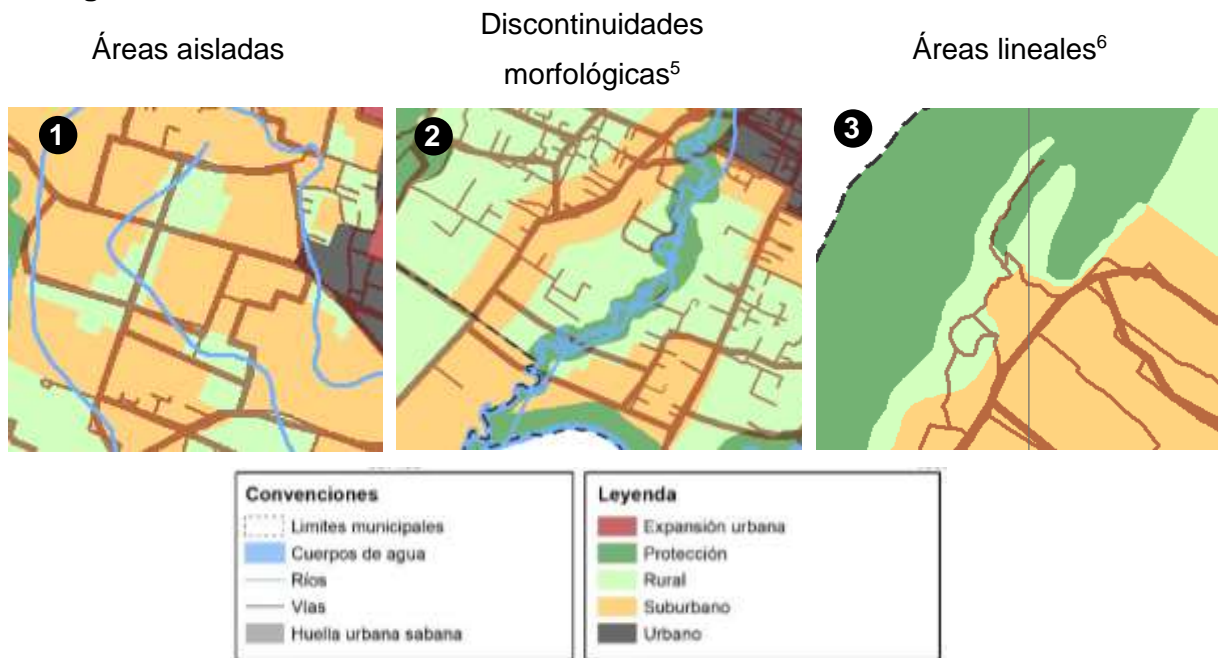 Áreas aisladas
Discontinuidades
morfológicas⁵
Áreas lineales⁶
1
2
3
Convenciones
Limites municipales
Cuerpos de agua
Ríos
Vías
Huella urbana sabana
Leyenda
Expansión urbana
Protección
Rural
Suburbano
Urbano